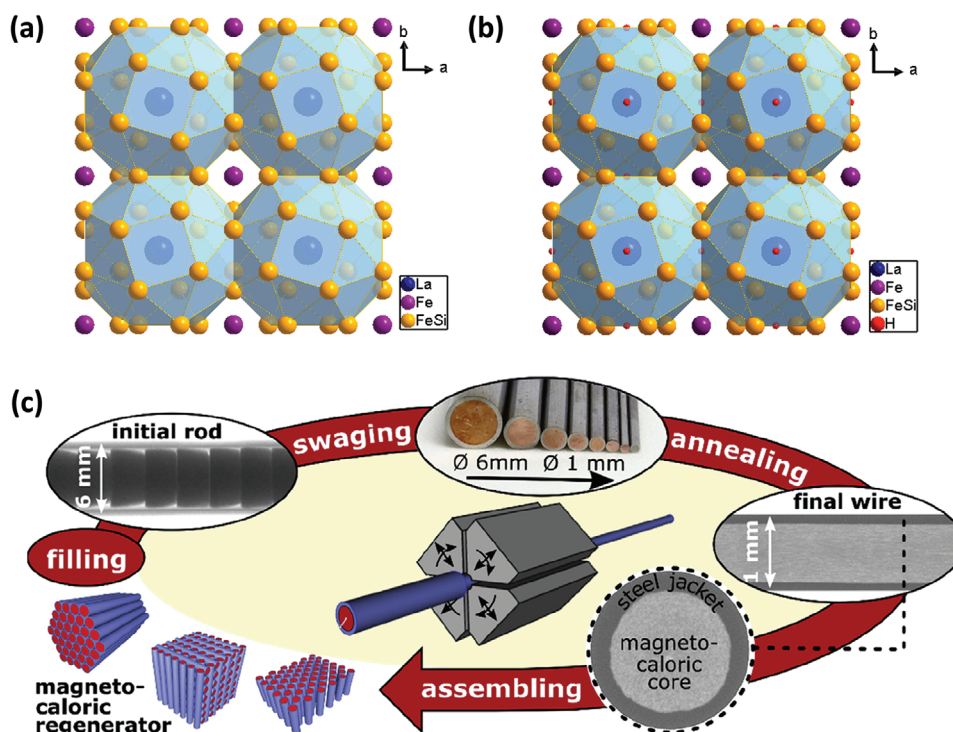 (a)
b
a
La
Fe
FeSi
(b)
b
a
La
Fe
FeSi
H
(c)
initial rod
6 mm
filling
swaging
Ø 6mm Ø 1 mm
annealing
final wire
1 mm
steel jacket
magneto-
caloric
core
assembling
magneto-
caloric
regenerator